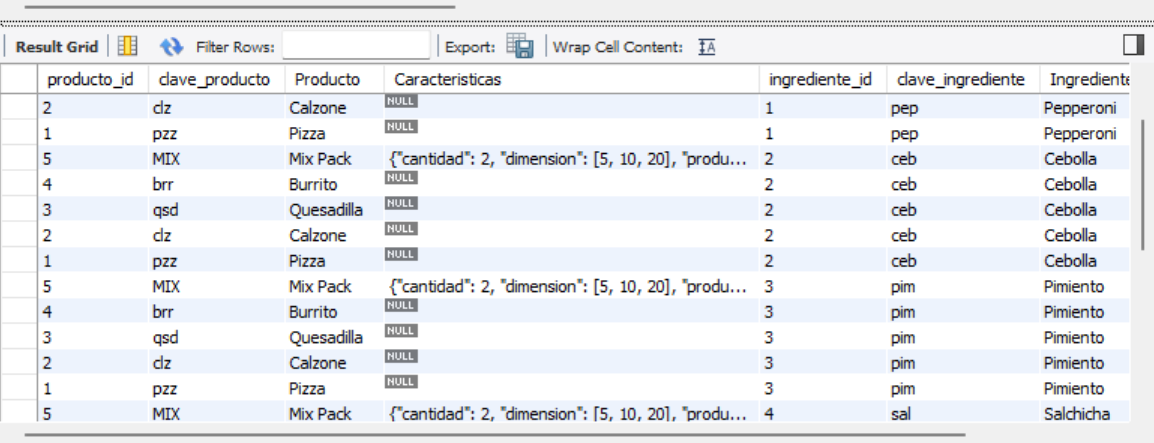 Result Grid Filter Rows: Export: Wrap Cell Content: IA
producto_id clave_producto Producto Caracteristicas ingrediente_id clave_ingrediente Ingrediente
2 clz Calzone NULL 1 pep Pepperoni
1 pzz Pizza NULL 1 pep Pepperoni
5 MIX Mix Pack {"cantidad": 2, "dimension": [5, 10, 20], "produ... 2 ceb Cebolla
4 brr Burrito NULL 2 ceb Cebolla
3 qsd Quesadilla NULL 2 ceb Cebolla
2 clz Calzone NULL 2 ceb Cebolla
1 pzz Pizza NULL 2 ceb Cebolla
5 MIX Mix Pack {"cantidad": 2, "dimension": [5, 10, 20], "produ... 3 pim Pimiento
4 brr Burrito NULL 3 pim Pimiento
3 qsd Quesadilla NULL 3 pim Pimiento
2 clz Calzone NULL 3 pim Pimiento
1 pzz Pizza NULL 3 pim Pimiento
5 MIX Mix Pack {"cantidad": 2, "dimension": [5, 10, 20], "produ... 4 sal Salchicha